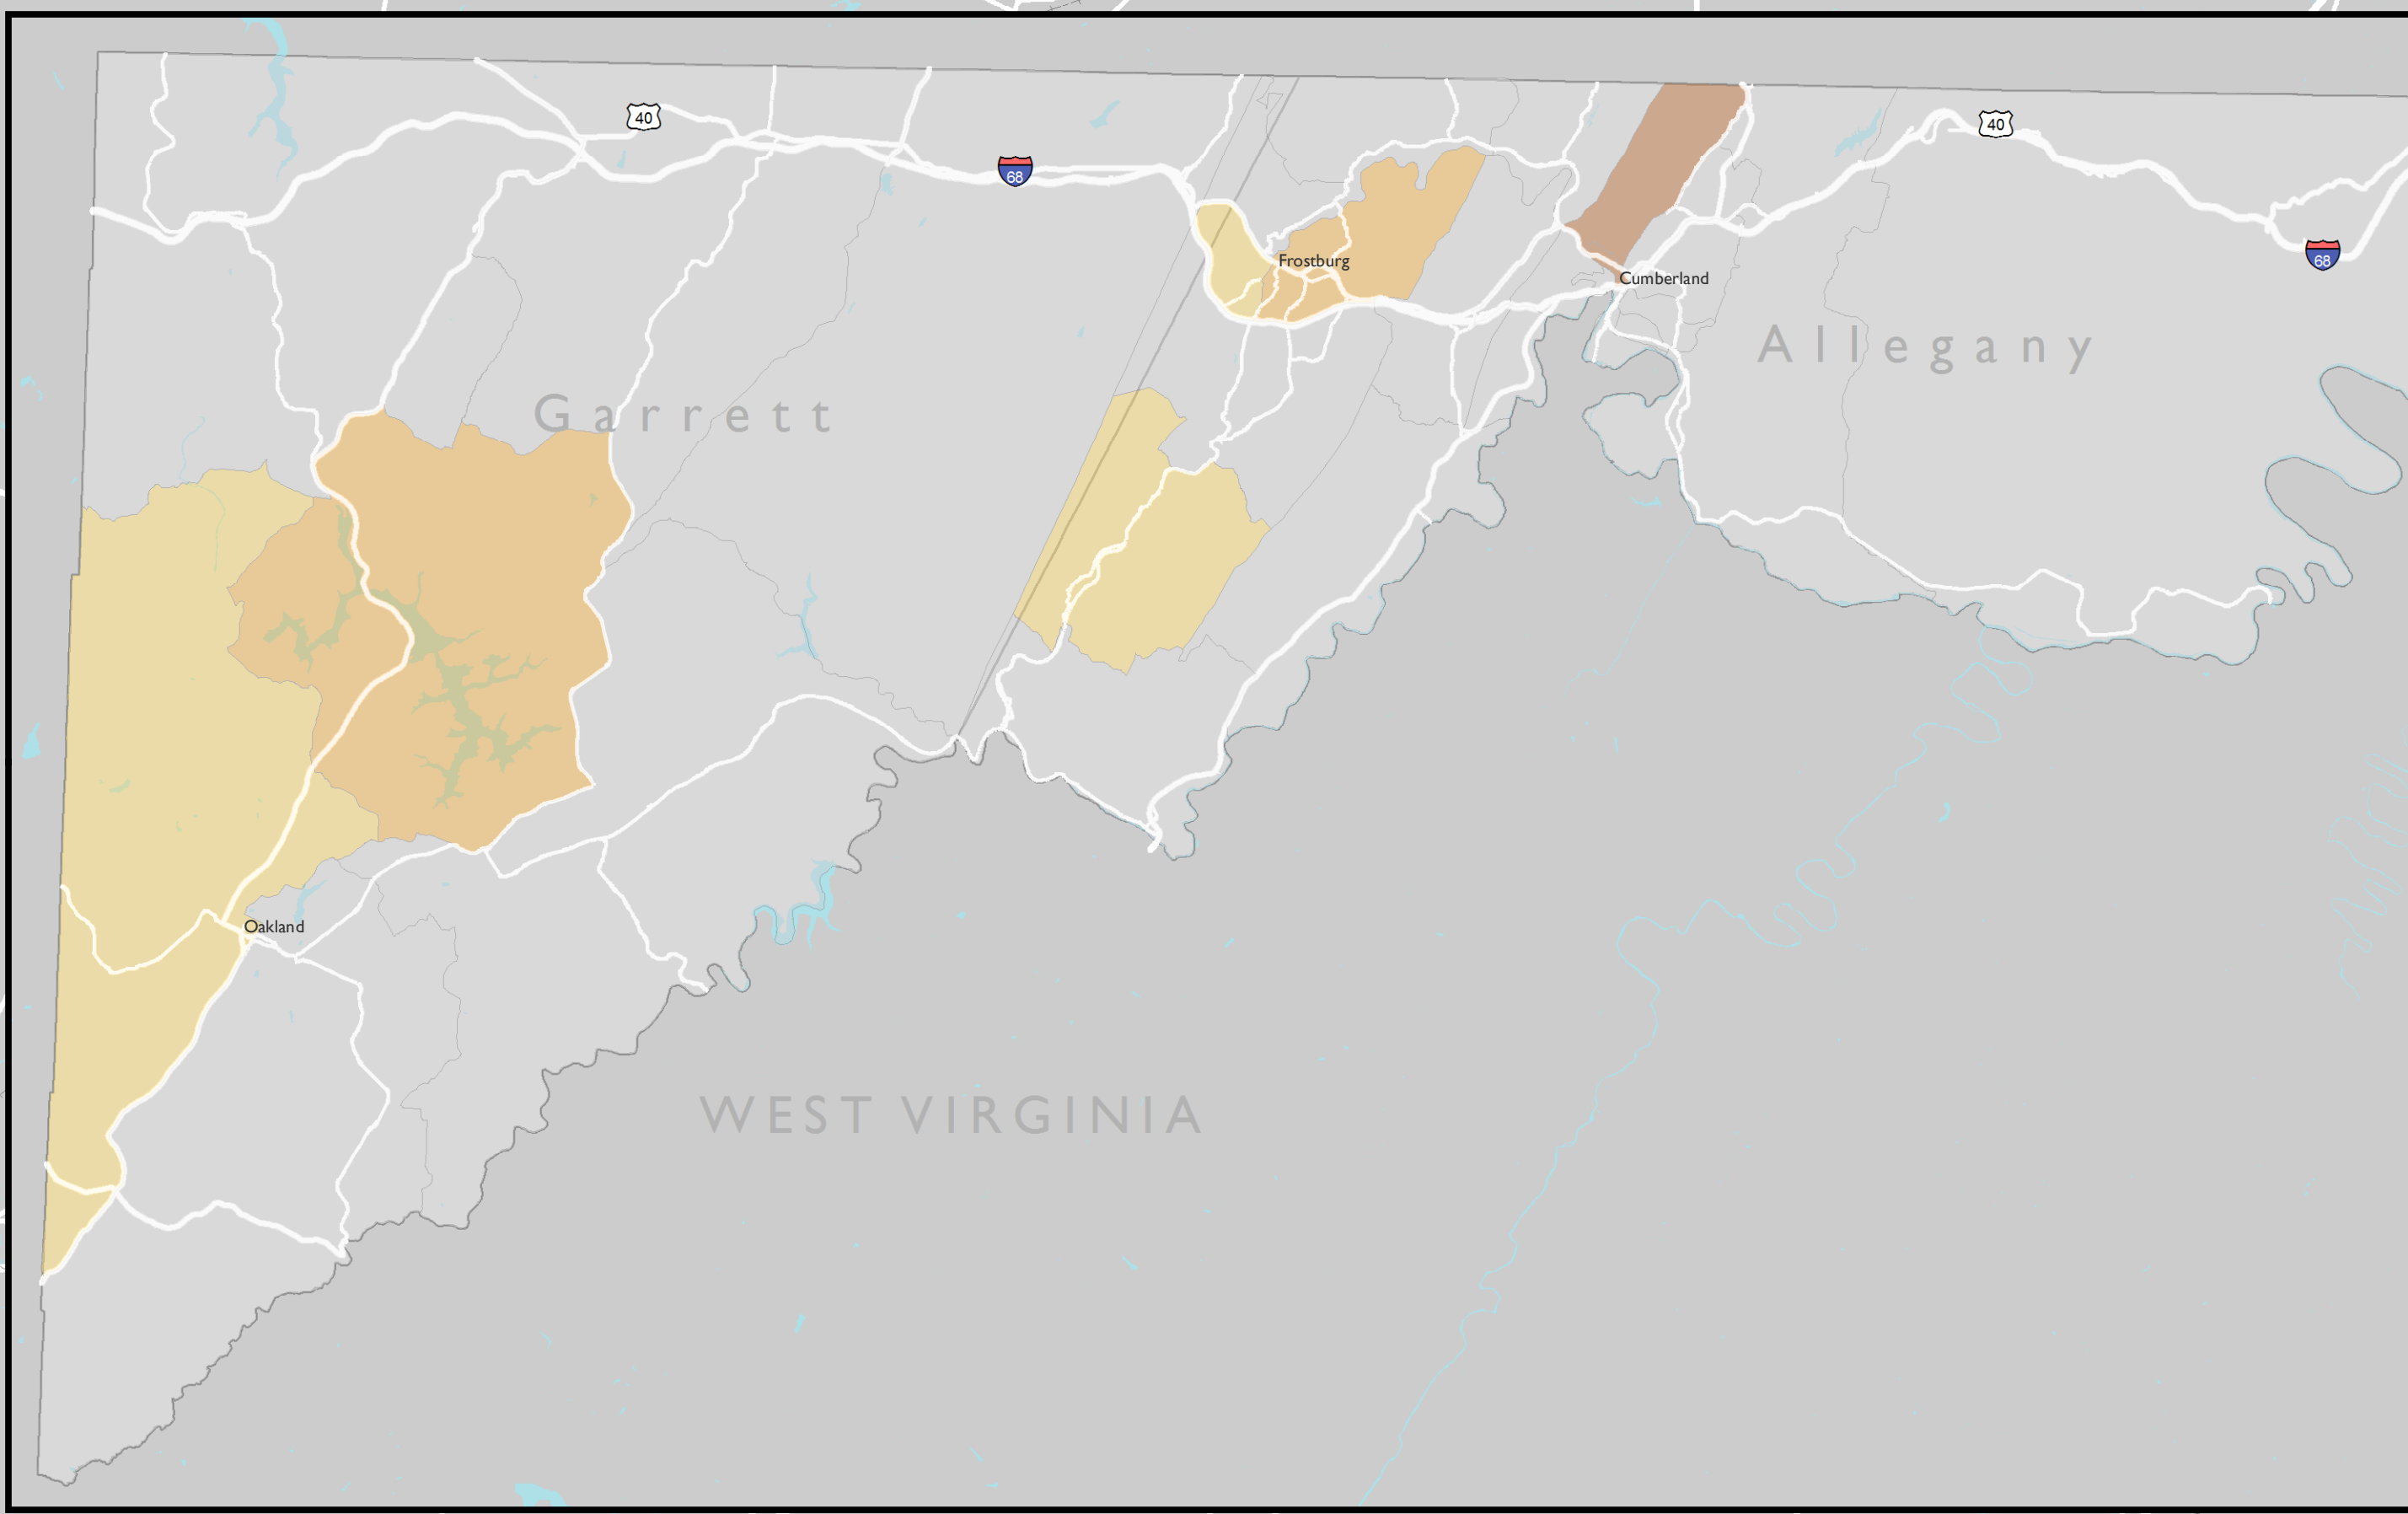 40
40
68
68
Frostburg
Cumberland
Allegany
Garrett
Oakland
WEST VIRGINIA